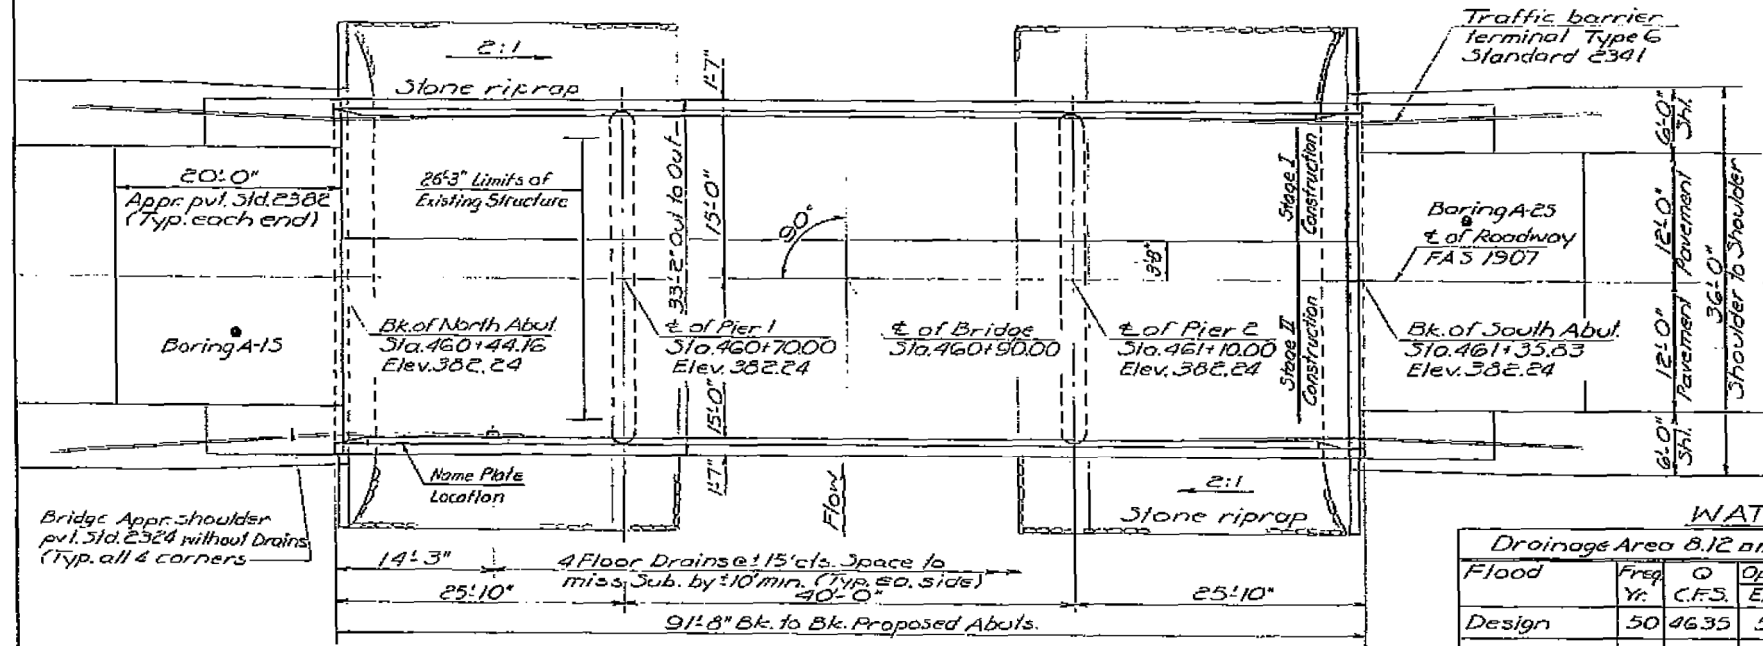 Traffic barrier
terminal Type 6
Standard 2341
2:1
Stone riprap
1'-7"
6'-0"
Shl.
20'-0"
Appr. pvt. Std. 2382
(Typ. each end)
26'-3" Limits of
Existing Structure
33'-2" Out to Out
15'-0"
90°
Stage I
Construction
3'-8"
Boring A-2S
℄ of Roadway
FAS 1907
12'-0"
Pavement
36'-0"
Shoulder to Shoulder
Boring A-1S
Bk. of North Abut.
Sta. 460+44.16
Elev. 382.24
℄ of Pier 1
Sta. 460+70.00
Elev. 382.24
℄ of Bridge
Sta. 460+90.00
℄ of Pier 2
Sta. 461+10.00
Elev. 382.24
Stage II
Construction
Bk. of South Abut.
Sta. 461+35.83
Elev. 382.24
12'-0"
Pavement
15'-0"
1'-7"
6'-0"
Shl.
Name Plate
Location
Flow
2:1
Stone riprap
Bridge Appr. shoulder
pvt. Std. 2324 without Drains
(Typ. all 4 corners
14'-3"
4 Floor Drains @ ±15' cts. Space to
miss Sub. by ±10' min. (Typ. ea. side)
25'-10"
40'-0"
25'-10"
91'-8" Bk. to Bk. Proposed Abuts.
WAT
Drainage Area 8.12
Flood Freq. Yr. Q C.F.S. Op E
Design 50 4635 5